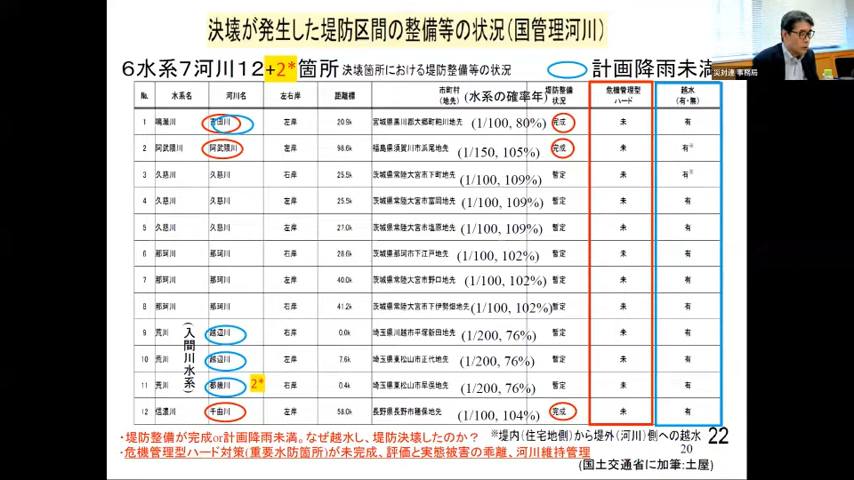 決壊が発生した堤防区間の整備等の状況(国管理河川)
6水系7河川12+2*箇所 決壊箇所における堤防整備等の状況 計画降雨未満
災対連 事務局
No. 水系名 河川名 左右岸 距離標 市町村(地先) (水系の確率年) 堤防整備状況 危機管理型ハード 越水(有・無)
1 鳴瀬川 吉田川 左岸 20.9k 宮城県黒川郡大郷町粕川地先 (1/100, 80%) 完成 未 有
2 阿武隈川 阿武隈川 左岸 98.6k 福島県須賀川市浜尾地先 (1/150, 105%) 完成 未 有※
3 久慈川 久慈川 左岸 25.5k 茨城県常陸大宮市下町地先 (1/100, 109%) 暫定 未 有※
4 久慈川 久慈川 左岸 25.5k 茨城県常陸大宮市富岡地先 (1/100, 109%) 暫定 未 有
5 久慈川 久慈川 左岸 27.0k 茨城県常陸大宮市塩原地先 (1/100, 109%) 暫定 未 有
6 那珂川 那珂川 右岸 28.6k 茨城県那珂市下江戸地先 (1/100, 102%) 暫定 未 有
7 那珂川 那珂川 左岸 40.0k 茨城県常陸大宮市野口地先 (1/100, 102%) 暫定 未 有
8 那珂川 那珂川 右岸 41.2k 茨城県常陸大宮市下伊勢畑地先 (1/100, 102%) 暫定 未 有
9 荒川 越辺川 右岸 0.0k 埼玉県川越市平塚新田地先 (1/200, 76%) 暫定 未 有
10 荒川 越辺川 左岸 7.6k 埼玉県東松山市正代地先 (1/200, 76%) 暫定 未 有
11 荒川 都幾川 2* 右岸 0.4k 埼玉県東松山市早俣地先 (1/200, 76%) 暫定 未 有
12 信濃川 千曲川 左岸 58.0k 長野県長野市穂保地先 (1/100, 104%) 完成 未 有
(入間川水系)
・堤防整備が完成or計画降雨未満。なぜ越水し、堤防決壊したのか? ※堤内(住宅地側)から堤外(河川)側への越水 22
・危機管理型ハード対策(重要水防箇所)が未完成、評価と実態被害の乖離、河川維持管理 20
(国土交通省に加筆:土屋)